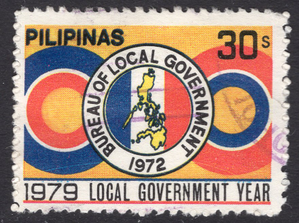 PILIPINAS 30s
BUREAU OF LOCAL GOVERNMENT
1972
1979 LOCAL GOVERNMENT YEAR